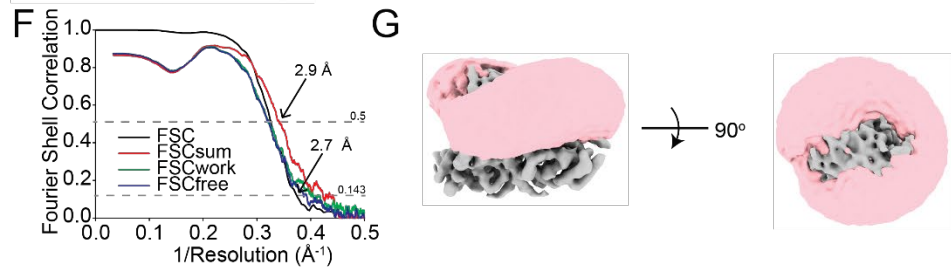 F
G
Fourier Shell Correlation
1.0
0.8
0.6
0.4
0.2
0.0
2.9 Å
0.5
2.7 Å
0.143
FSC
FSCsum
FSCwork
FSCfree
0.0 0.1 0.2 0.3 0.4 0.5
1/Resolution (Å⁻¹)
90º